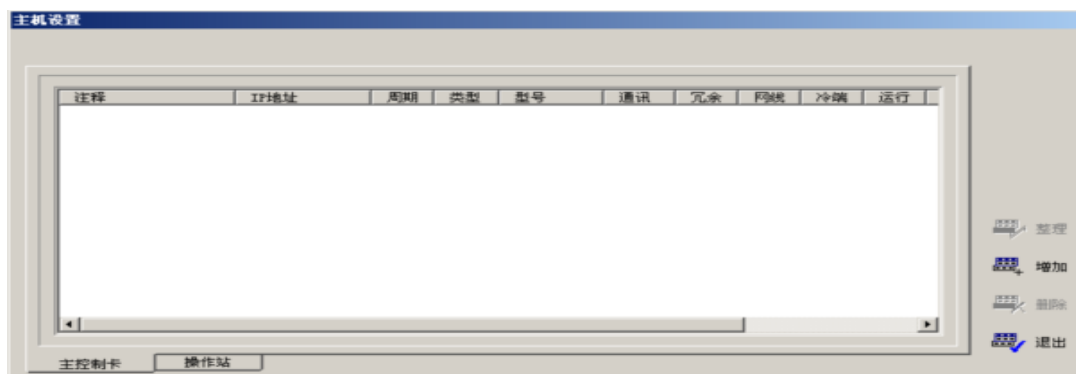 主机设置
注释 IP地址 周期 类型 型号 通讯 冗余 网线 冷端 运行
整理
增加
删除
退出
主控制卡 操作站